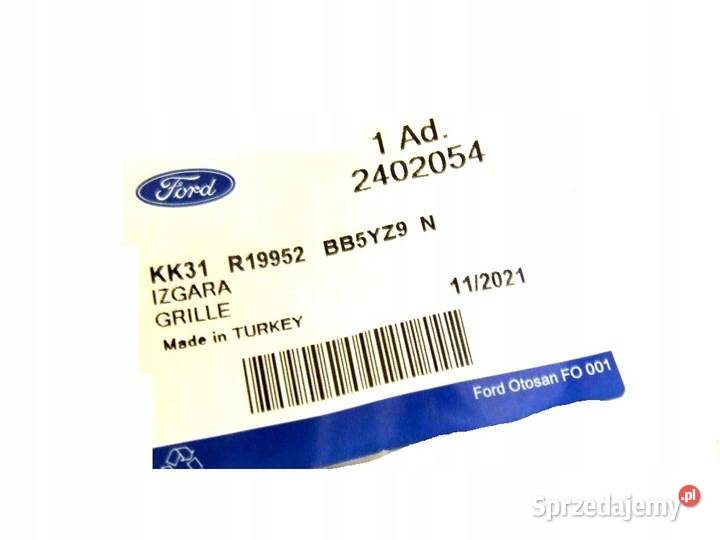 1 Ad.
2402054
Ford
KK31 R19952 BB5YZ9 N
IZGARA
GRILLE
11/2021
Made in TURKEY
Ford Otosan FO 001
Sprzedajemy.pl